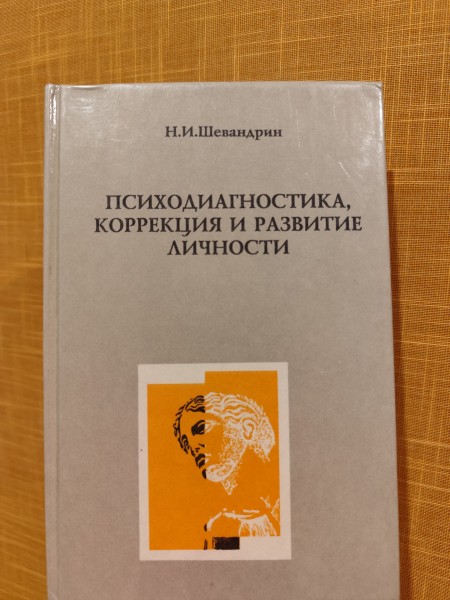 Н.И.Шевандрин
ПСИХОДИАГНОСТИКА,
КОРРЕКЦИЯ И РАЗВИТИЕ
ЛИЧНОСТИ